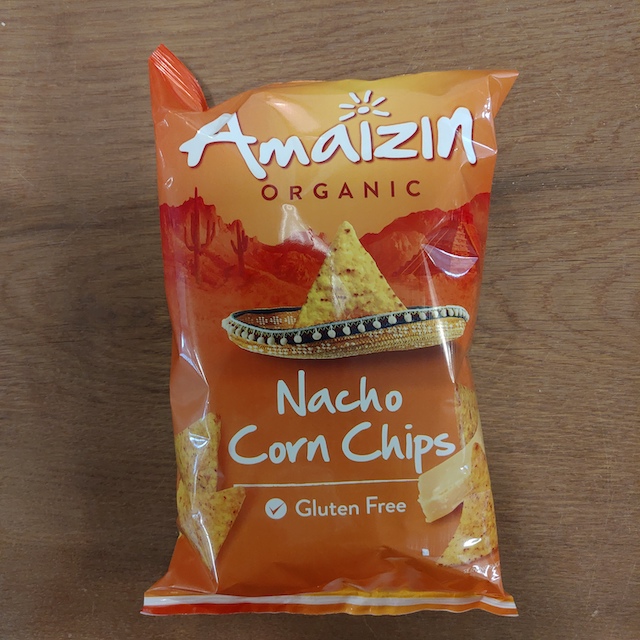 Amaizin
ORGANIC
Nacho
Corn Chips
Gluten Free